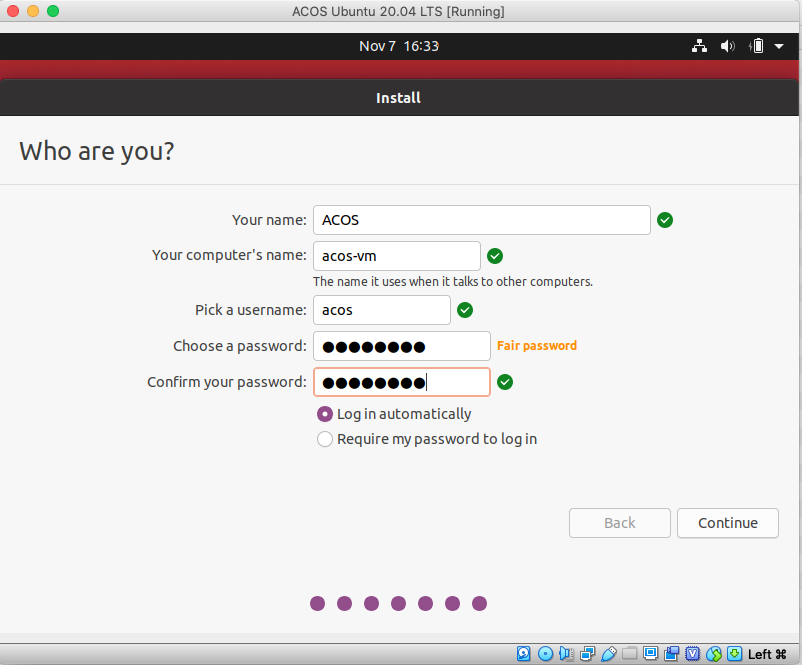 ACOS Ubuntu 20.04 LTS [Running]
Nov 7 16:33
Install
Who are you?
Your name: ACOS
Your computer's name: acos-vm
The name it uses when it talks to other computers.
Pick a username: acos
Choose a password: ●●●●●●●● Fair password
Confirm your password: ●●●●●●●●
Log in automatically
Require my password to log in
Back Continue
Left ⌘